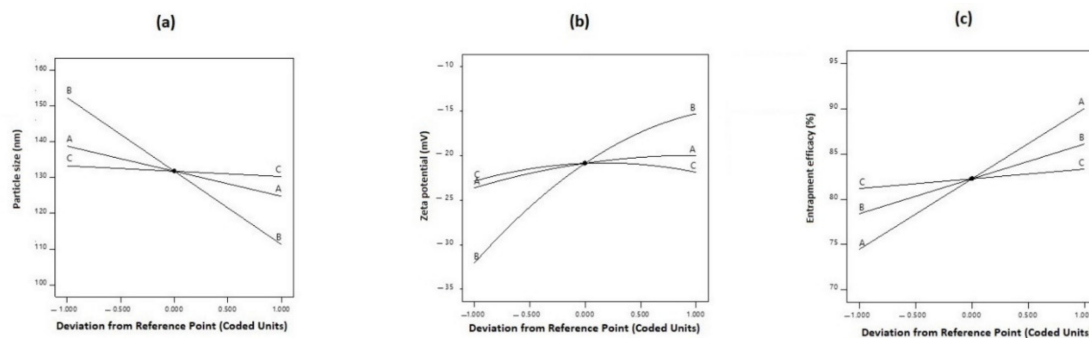 (a)
Particle size (nm)
160
150
140
130
120
110
100
B
A
C
C
A
B
−1.000
−0.500
0.000
0.500
1.000
Deviation from Reference Point (Coded Units)
(b)
Zeta potential (mV)
−10
−15
−20
−25
−30
−35
C
A
B
B
A
C
−1.000
−0.500
0.000
0.500
1.000
Deviation from Reference Point (Coded Units)
(c)
Entrapment efficacy (%)
95
90
85
80
75
70
C
B
A
A
B
C
−1.000
−0.500
0.000
0.500
1.000
Deviation from Reference Point (Coded Units